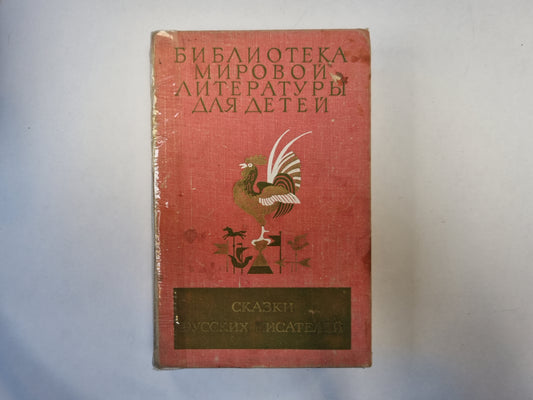 БИБЛИОТЕКА
МИРОВОЙ
ЛИТЕРАТУРЫ
ДЛЯ ДЕТЕЙ
СКАЗКИ
РУССКИХ ПИСАТЕЛЕЙ